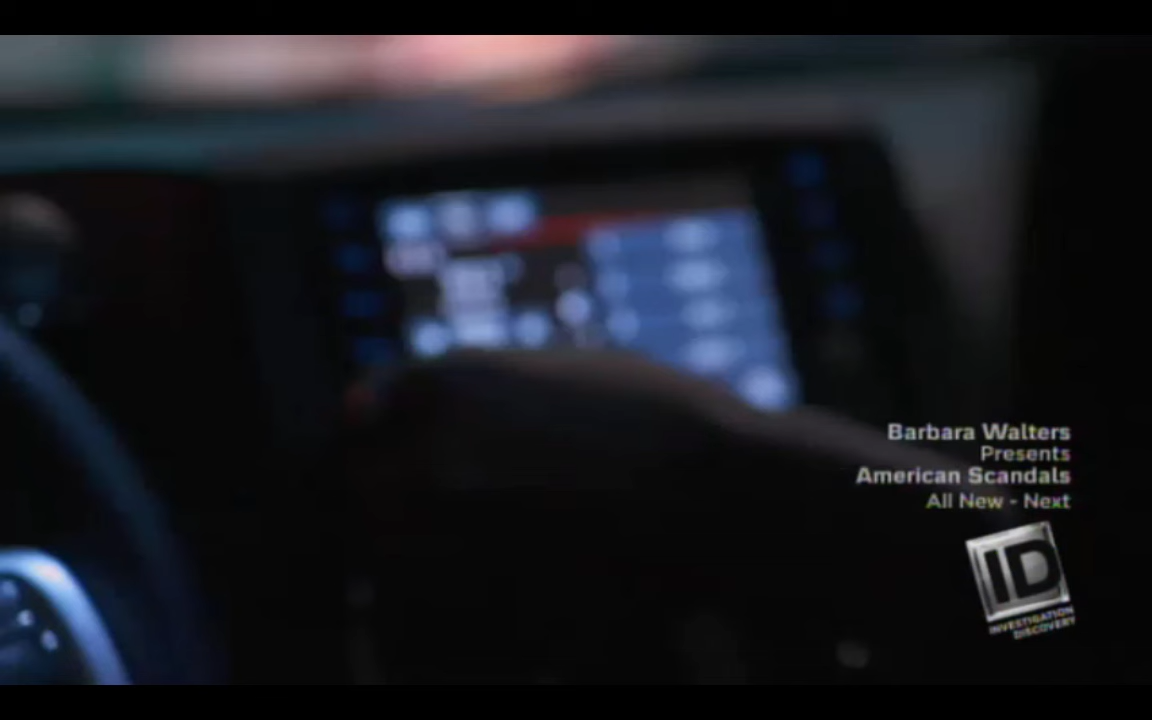 Barbara Walters
Presents
American Scandals
All New - Next
ID
INVESTIGATION
DISCOVERY